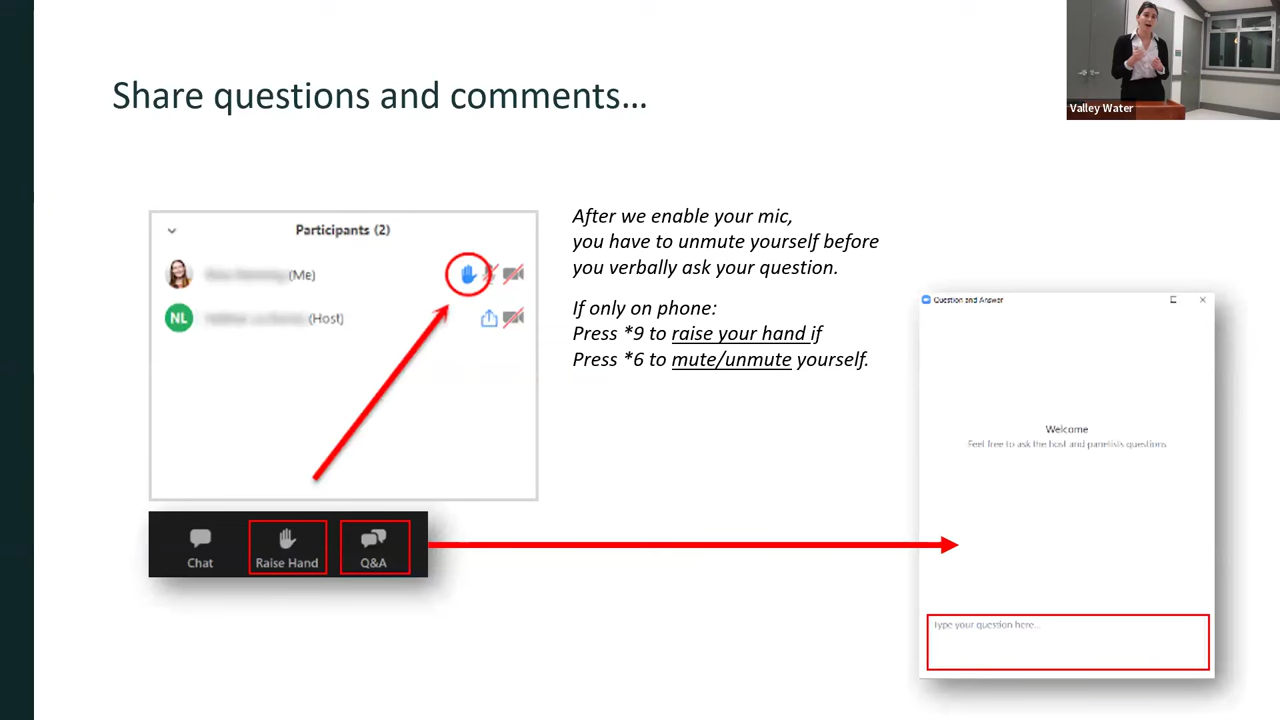 Share questions and comments...
Valley Water
Participants (2)
(Me)
NL
(Host)
After we enable your mic,
you have to unmute yourself before
you verbally ask your question.
If only on phone:
Press *9 to raise your hand if
Press *6 to mute/unmute yourself.
Chat
Raise Hand
Q&A
Question and Answer
Welcome
Feel free to ask the host and panelists questions
Type your question here...